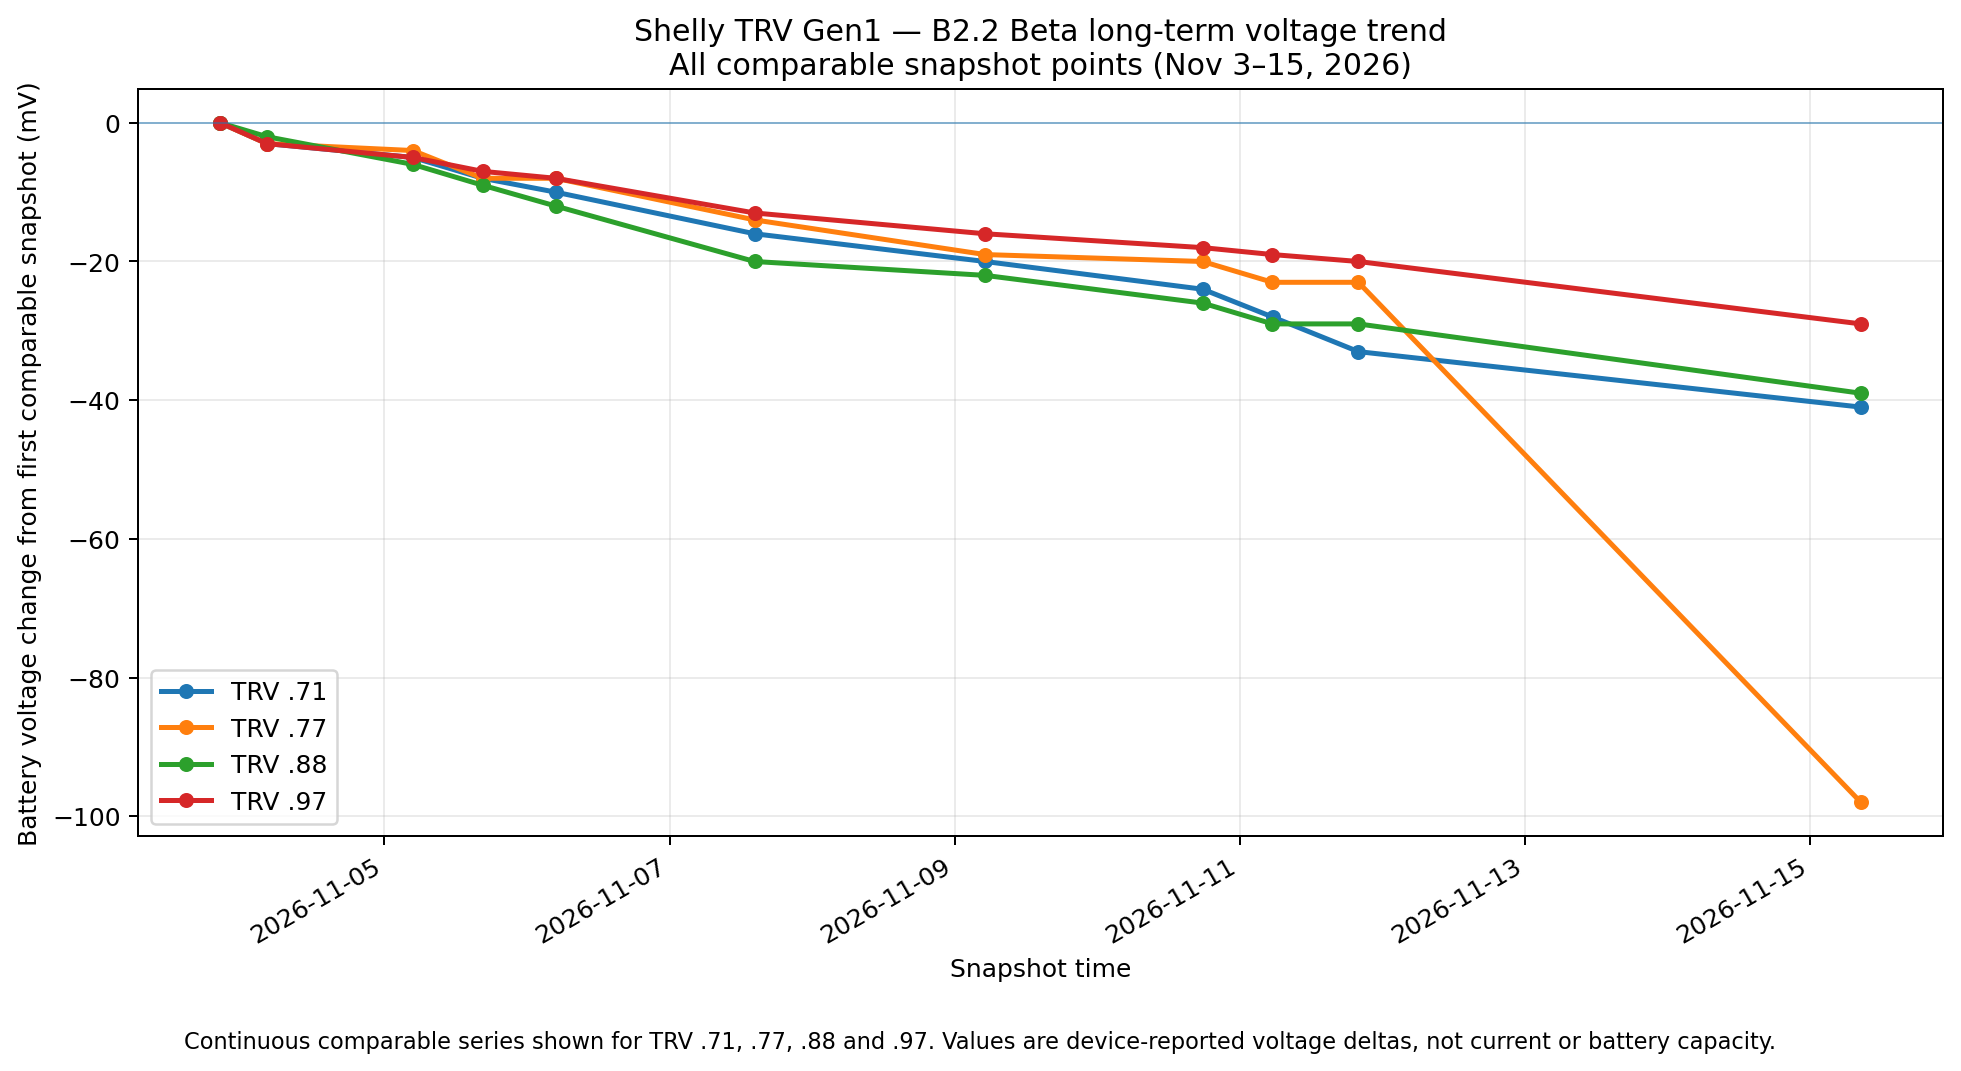 Shelly TRV Gen1 — B2.2 Beta long-term voltage trend
All comparable snapshot points (Nov 3–15, 2026)
Battery voltage change from first comparable snapshot (mV)
0
−20
−40
−60
−80
−100
TRV .71
TRV .77
TRV .88
TRV .97
2026-11-05
2026-11-07
2026-11-09
2026-11-11
2026-11-13
2026-11-15
Snapshot time
Continuous comparable series shown for TRV .71, .77, .88 and .97. Values are device-reported voltage deltas, not current or battery capacity.